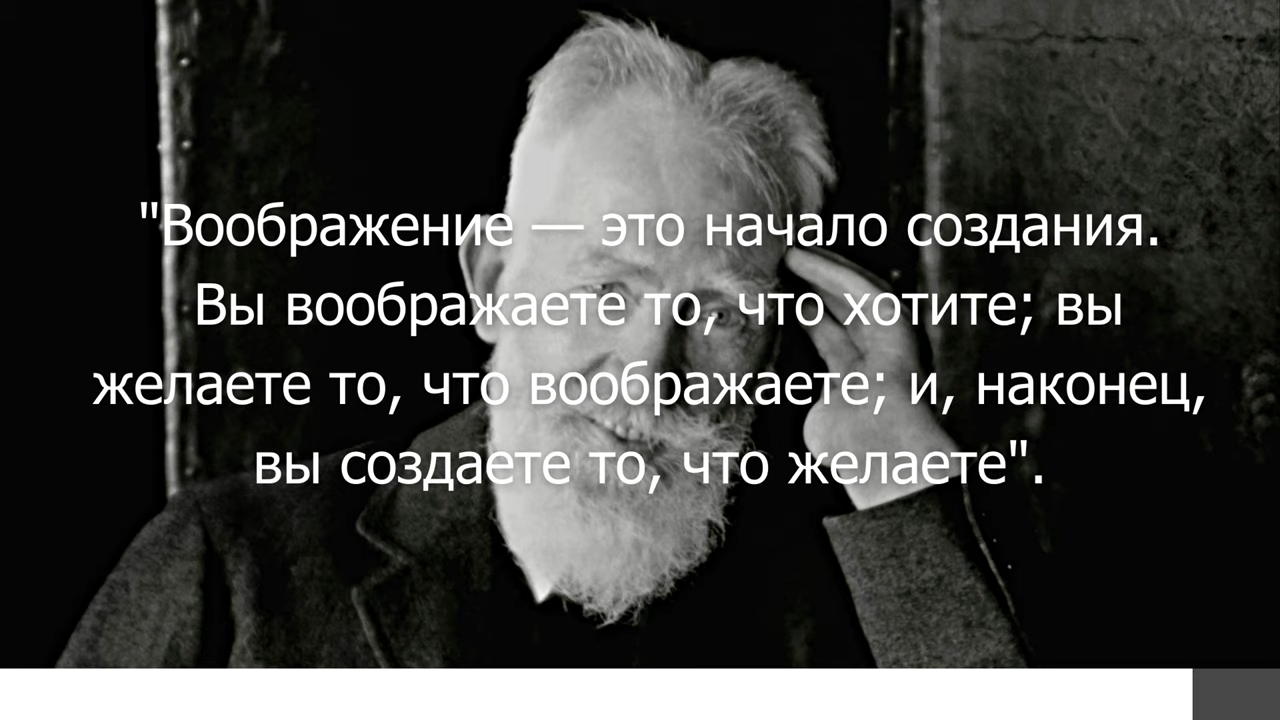 "Воображение — это начало создания.
Вы воображаете то, что хотите; вы
желаете то, что воображаете; и, наконец,
вы создаете то, что желаете".